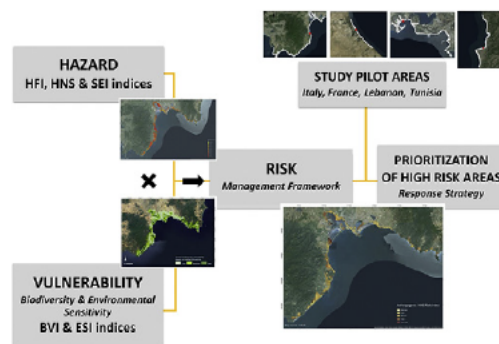 HAZARD
HFI, HNS & SEI indices
STUDY PILOT AREAS
Italy, France, Lebanon, Tunisia
RISK
Management Framework
PRIORITIZATION
OF HIGH RISK AREAS
Response Strategy
VULNERABILITY
Biodiversity & Environmental
Sensitivity
BVI & ESI indices